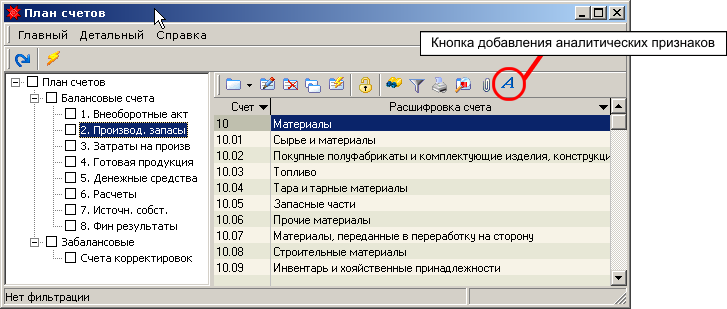 План счетов
Главный Детальный Справка
Кнопка добавления аналитических признаков
A
План счетов
Балансовые счета
1. Внеоборотные акт
2. Производ. запасы
3. Затраты на произв
4. Готовая продукция
5. Денежные средства
6. Расчеты
7. Источн. собст.
8. Фин результаты
Забалансовые
Счета корректировок
Счет Расшифровка счета
10 Материалы
10.01 Сырье и материалы
10.02 Покупные полуфабрикаты и комплектующие изделия, конструкци
10.03 Топливо
10.04 Тара и тарные материалы
10.05 Запасные части
10.06 Прочие материалы
10.07 Материалы, переданные в переработку на сторону
10.08 Строительные материалы
10.09 Инвентарь и хояйственные принадлежности
Нет фильтрации